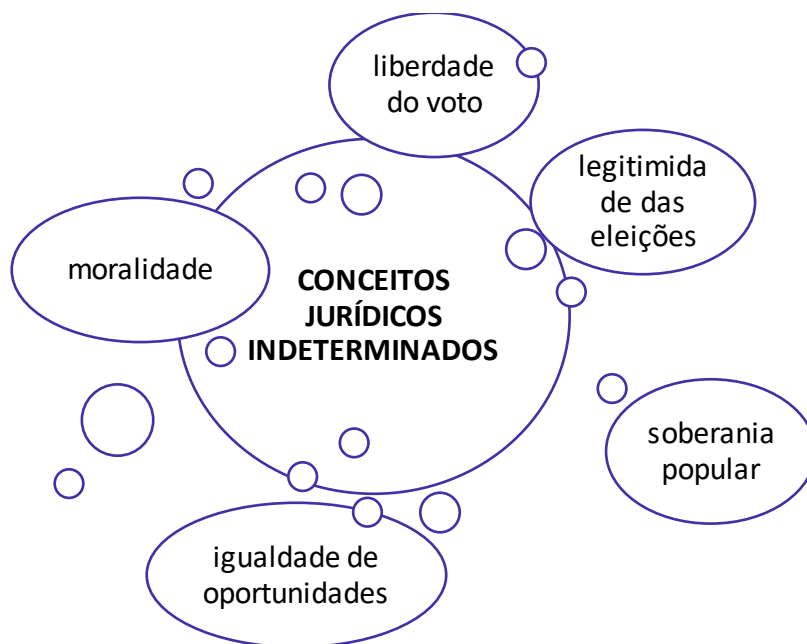 liberdade
do voto
legitimida
de das
eleições
moralidade
CONCEITOS
JURÍDICOS
INDETERMINADOS
soberania
popular
igualdade de
oportunidades